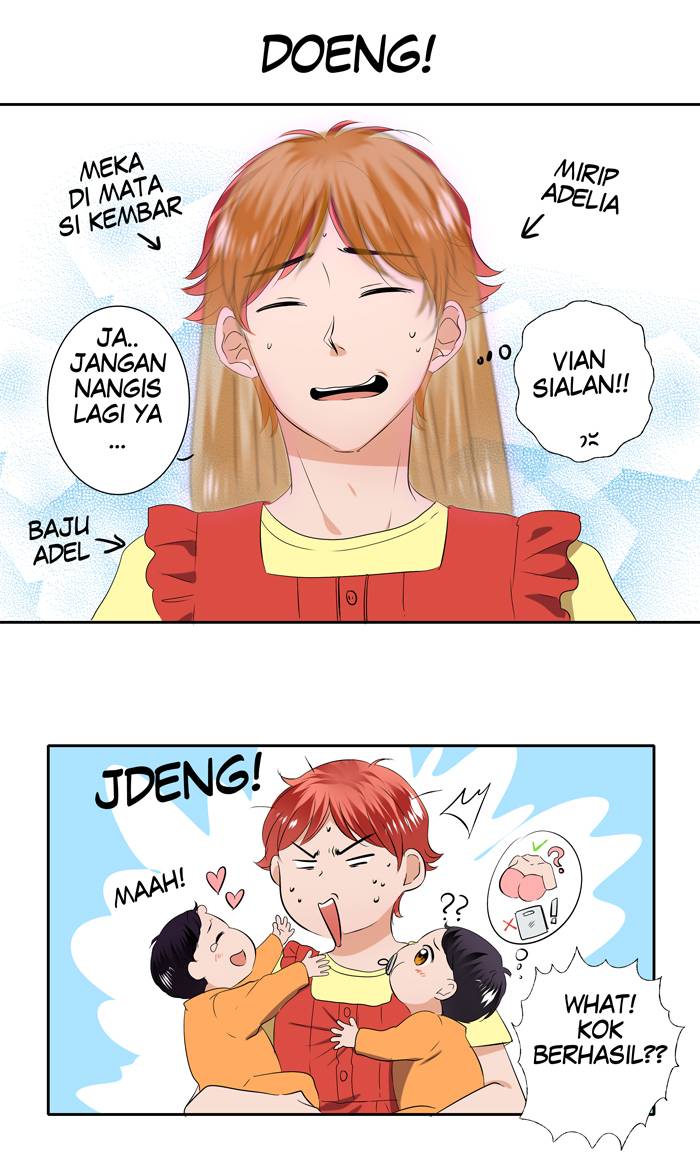 DOENG!
MEKA
DI MATA
SI KEMBAR
MIRIP
ADELIA
JA..
JANGAN
NANGIS
LAGI YA
...
VIAN
SIALAN!!
BAJU
ADEL
JDENG!
MAAH!
??
?
WHAT!
KOK
BERHASIL??